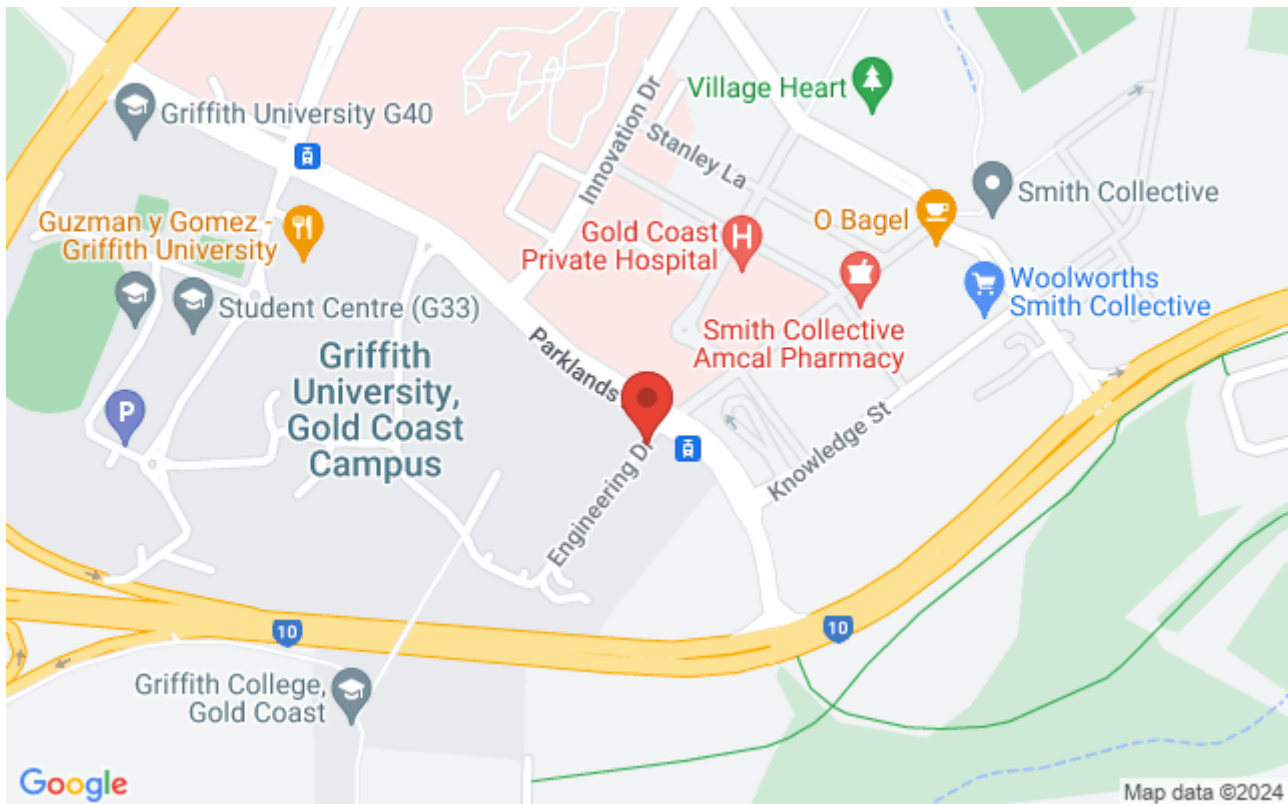 Village Heart
Griffith University G40
Innovation Dr
Stanley La
Smith Collective
Guzman y Gomez -
Griffith University
O Bagel
Gold Coast
Private Hospital
H
Woolworths
Smith Collective
Student Centre (G33)
Smith Collective
Amcal Pharmacy
Griffith
University,
Gold Coast
Campus
Parklands
P
Knowledge St
Engineering Dr
10
10
Griffith College,
Gold Coast
Google
Map data ©2024